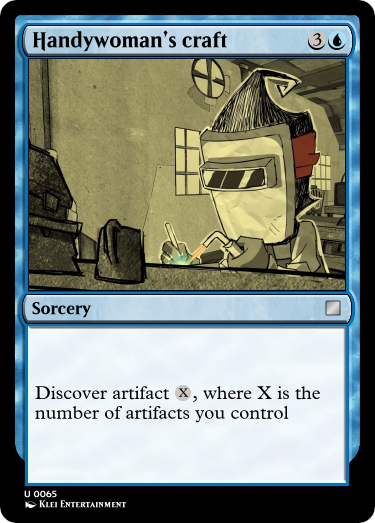 Handywoman's craft 3
Sorcery
Discover artifact X, where X is the
number of artifacts you control
U 0065
Klei Entertainment